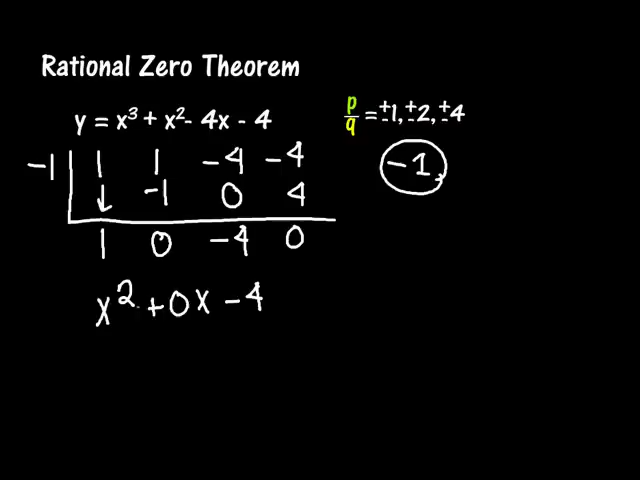 Rational Zero Theorem
y = x³ + x² - 4x - 4
p/q = ±1, ±2, ±4
-1 | 1 1 -4 -4
↓ -1 0 4
1 0 -4 0
-1
x² + 0x - 4